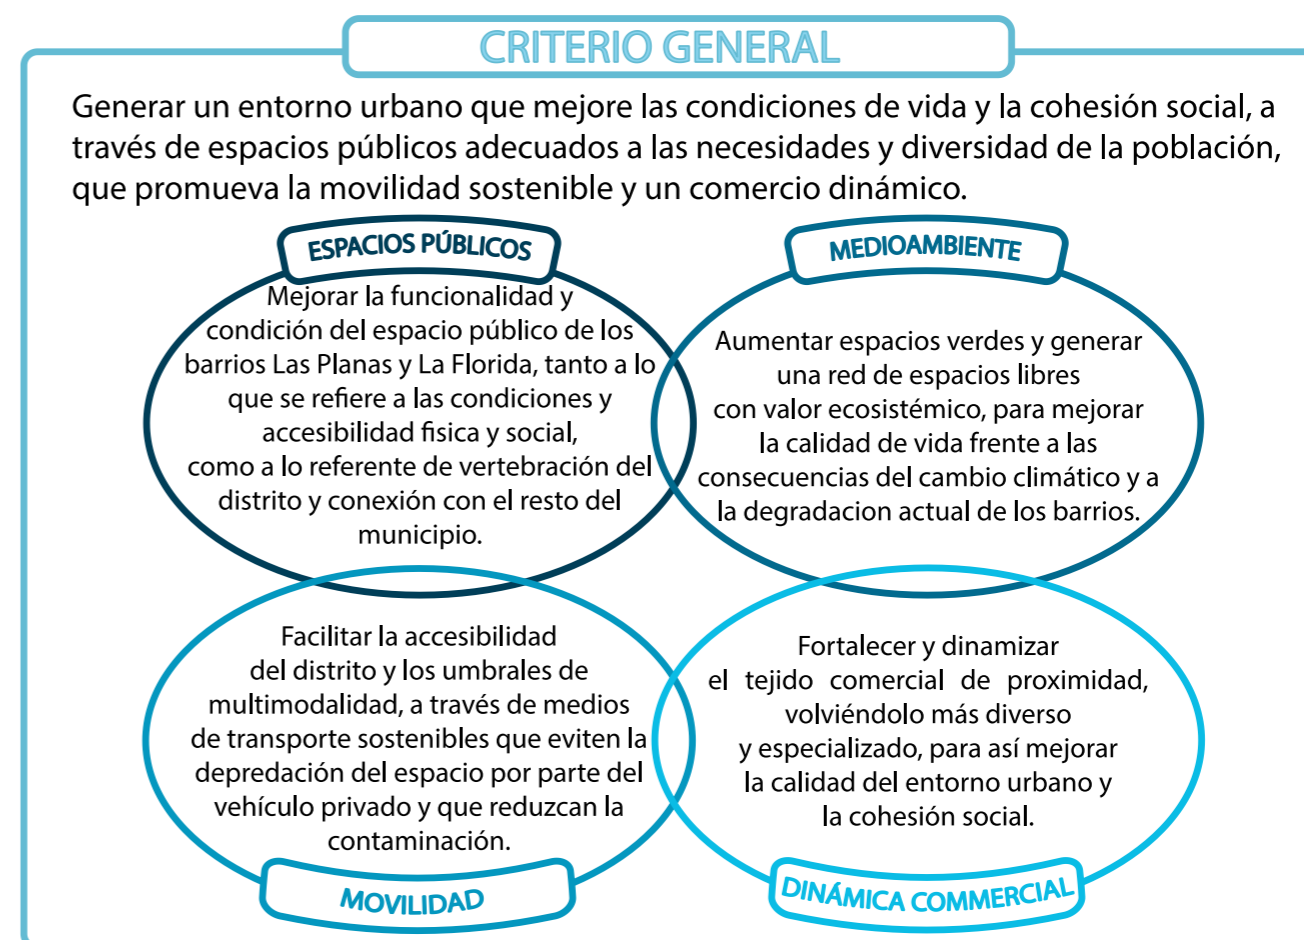 CRITERIO GENERAL
Generar un entorno urbano que mejore las condiciones de vida y la cohesión social, a
través de espacios públicos adecuados a las necesidades y diversidad de la población,
que promueva la movilidad sostenible y un comercio dinámico.
ESPACIOS PÚBLICOS
Mejorar la funcionalidad y
condición del espacio público de los
barrios Las Planas y La Florida, tanto a lo
que se refiere a las condiciones y
accesibilidad fisica y social,
como a lo referente de vertebración del
distrito y conexión con el resto del
municipio.
MEDIOAMBIENTE
Aumentar espacios verdes y generar
una red de espacios libres
con valor ecosistémico, para mejorar
la calidad de vida frente a las
consecuencias del cambio climático y a
la degradacion actual de los barrios.
Facilitar la accesibilidad
del distrito y los umbrales de
multimodalidad, a través de medios
de transporte sostenibles que eviten la
depredación del espacio por parte del
vehículo privado y que reduzcan la
contaminación.
MOVILIDAD
Fortalecer y dinamizar
el tejido comercial de proximidad,
volviéndolo más diverso
y especializado, para así mejorar
la calidad del entorno urbano y
la cohesión social.
DINÁMICA COMMERCIAL